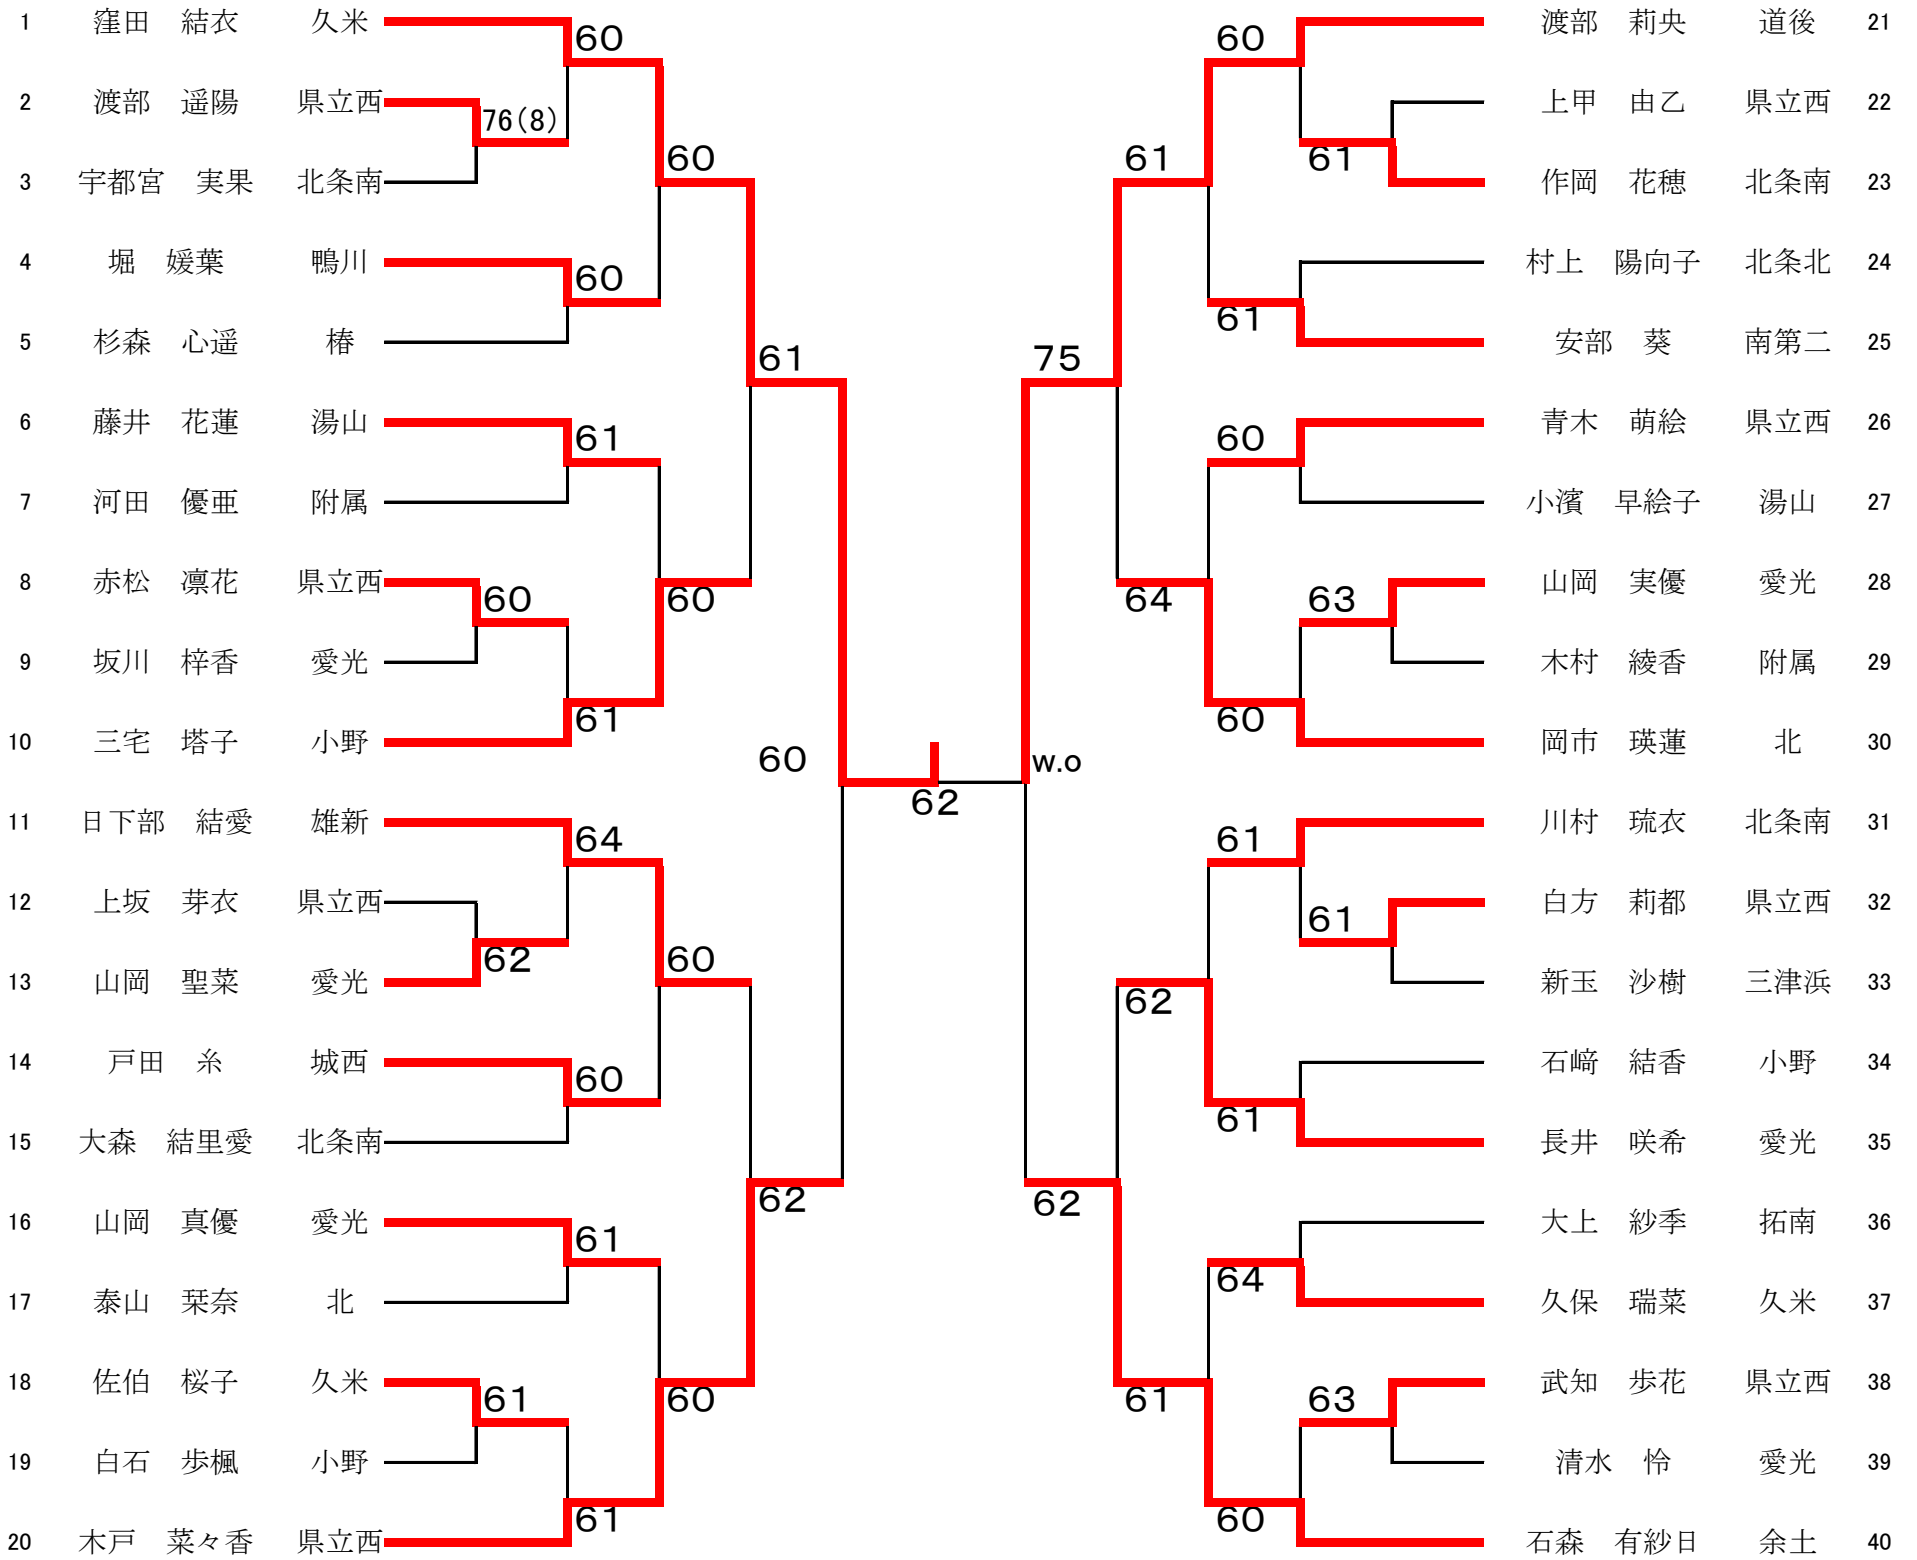 1 窪田 結衣 久米
60
2 渡部 遥陽 県立西
76(8)
60
3 宇都宮 実果 北条南
4 堀 媛葉 鴨川
60
5 杉森 心遥 椿
61
6 藤井 花蓮 湯山
61
7 河田 優亜 附属
8 赤松 凛花 県立西
60
60
9 坂川 梓香 愛光
10 三宅 塔子 小野
61
60
11 日下部 結愛 雄新
64
12 上坂 芽衣 県立西
62
60
13 山岡 聖菜 愛光
14 戸田 糸 城西
60
15 大森 結里愛 北条南
62
16 山岡 真優 愛光
61
17 泰山 栞奈 北
18 佐伯 桜子 久米
61
60
19 白石 歩楓 小野
61
20 木戸 菜々香 県立西
62
w.o
渡部 莉央 道後 21
60
上甲 由乙 県立西 22
61
61
作岡 花穂 北条南 23
村上 陽向子 北条北 24
61
安部 葵 南第二 25
75
青木 萌絵 県立西 26
60
小濱 早絵子 湯山 27
山岡 実優 愛光 28
64
63
木村 綾香 附属 29
60
岡市 瑛蓮 北 30
川村 琉衣 北条南 31
61
白方 莉都 県立西 32
61
新玉 沙樹 三津浜 33
62
石﨑 結香 小野 34
61
長井 咲希 愛光 35
62
大上 紗季 拓南 36
64
久保 瑞菜 久米 37
武知 歩花 県立西 38
61
63
清水 怜 愛光 39
60
石森 有紗日 余土 40